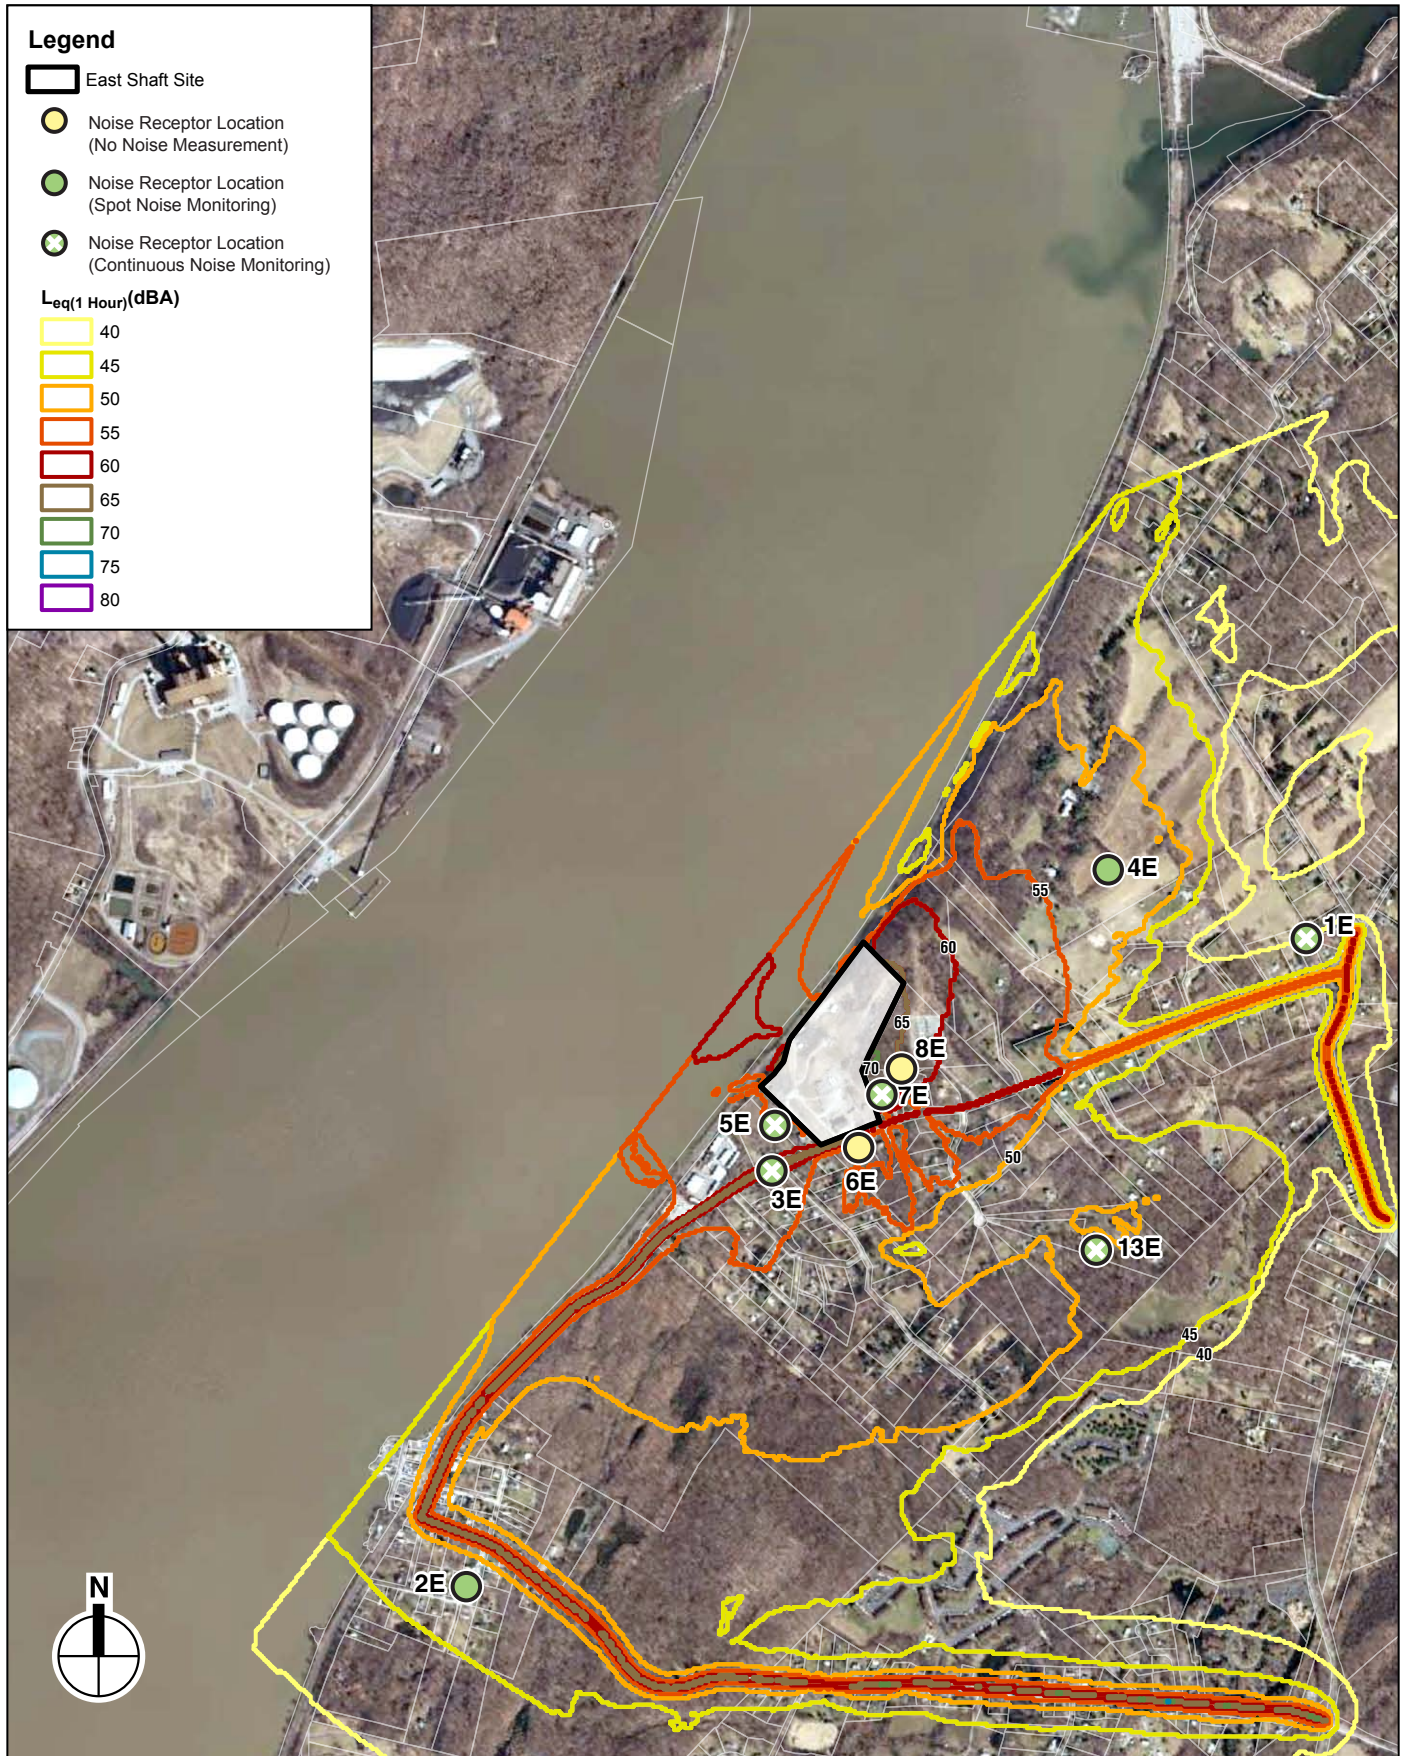 Legend
East Shaft Site
Noise Receptor Location
(No Noise Measurement)
Noise Receptor Location
(Spot Noise Monitoring)
Noise Receptor Location
(Continuous Noise Monitoring)
Leq(1 Hour)(dBA)
40
45
50
55
60
65
70
75
80
4E
55
1E
60
65
8E
70
7E
5E
6E
50
3E
13E
45
40
2E
N